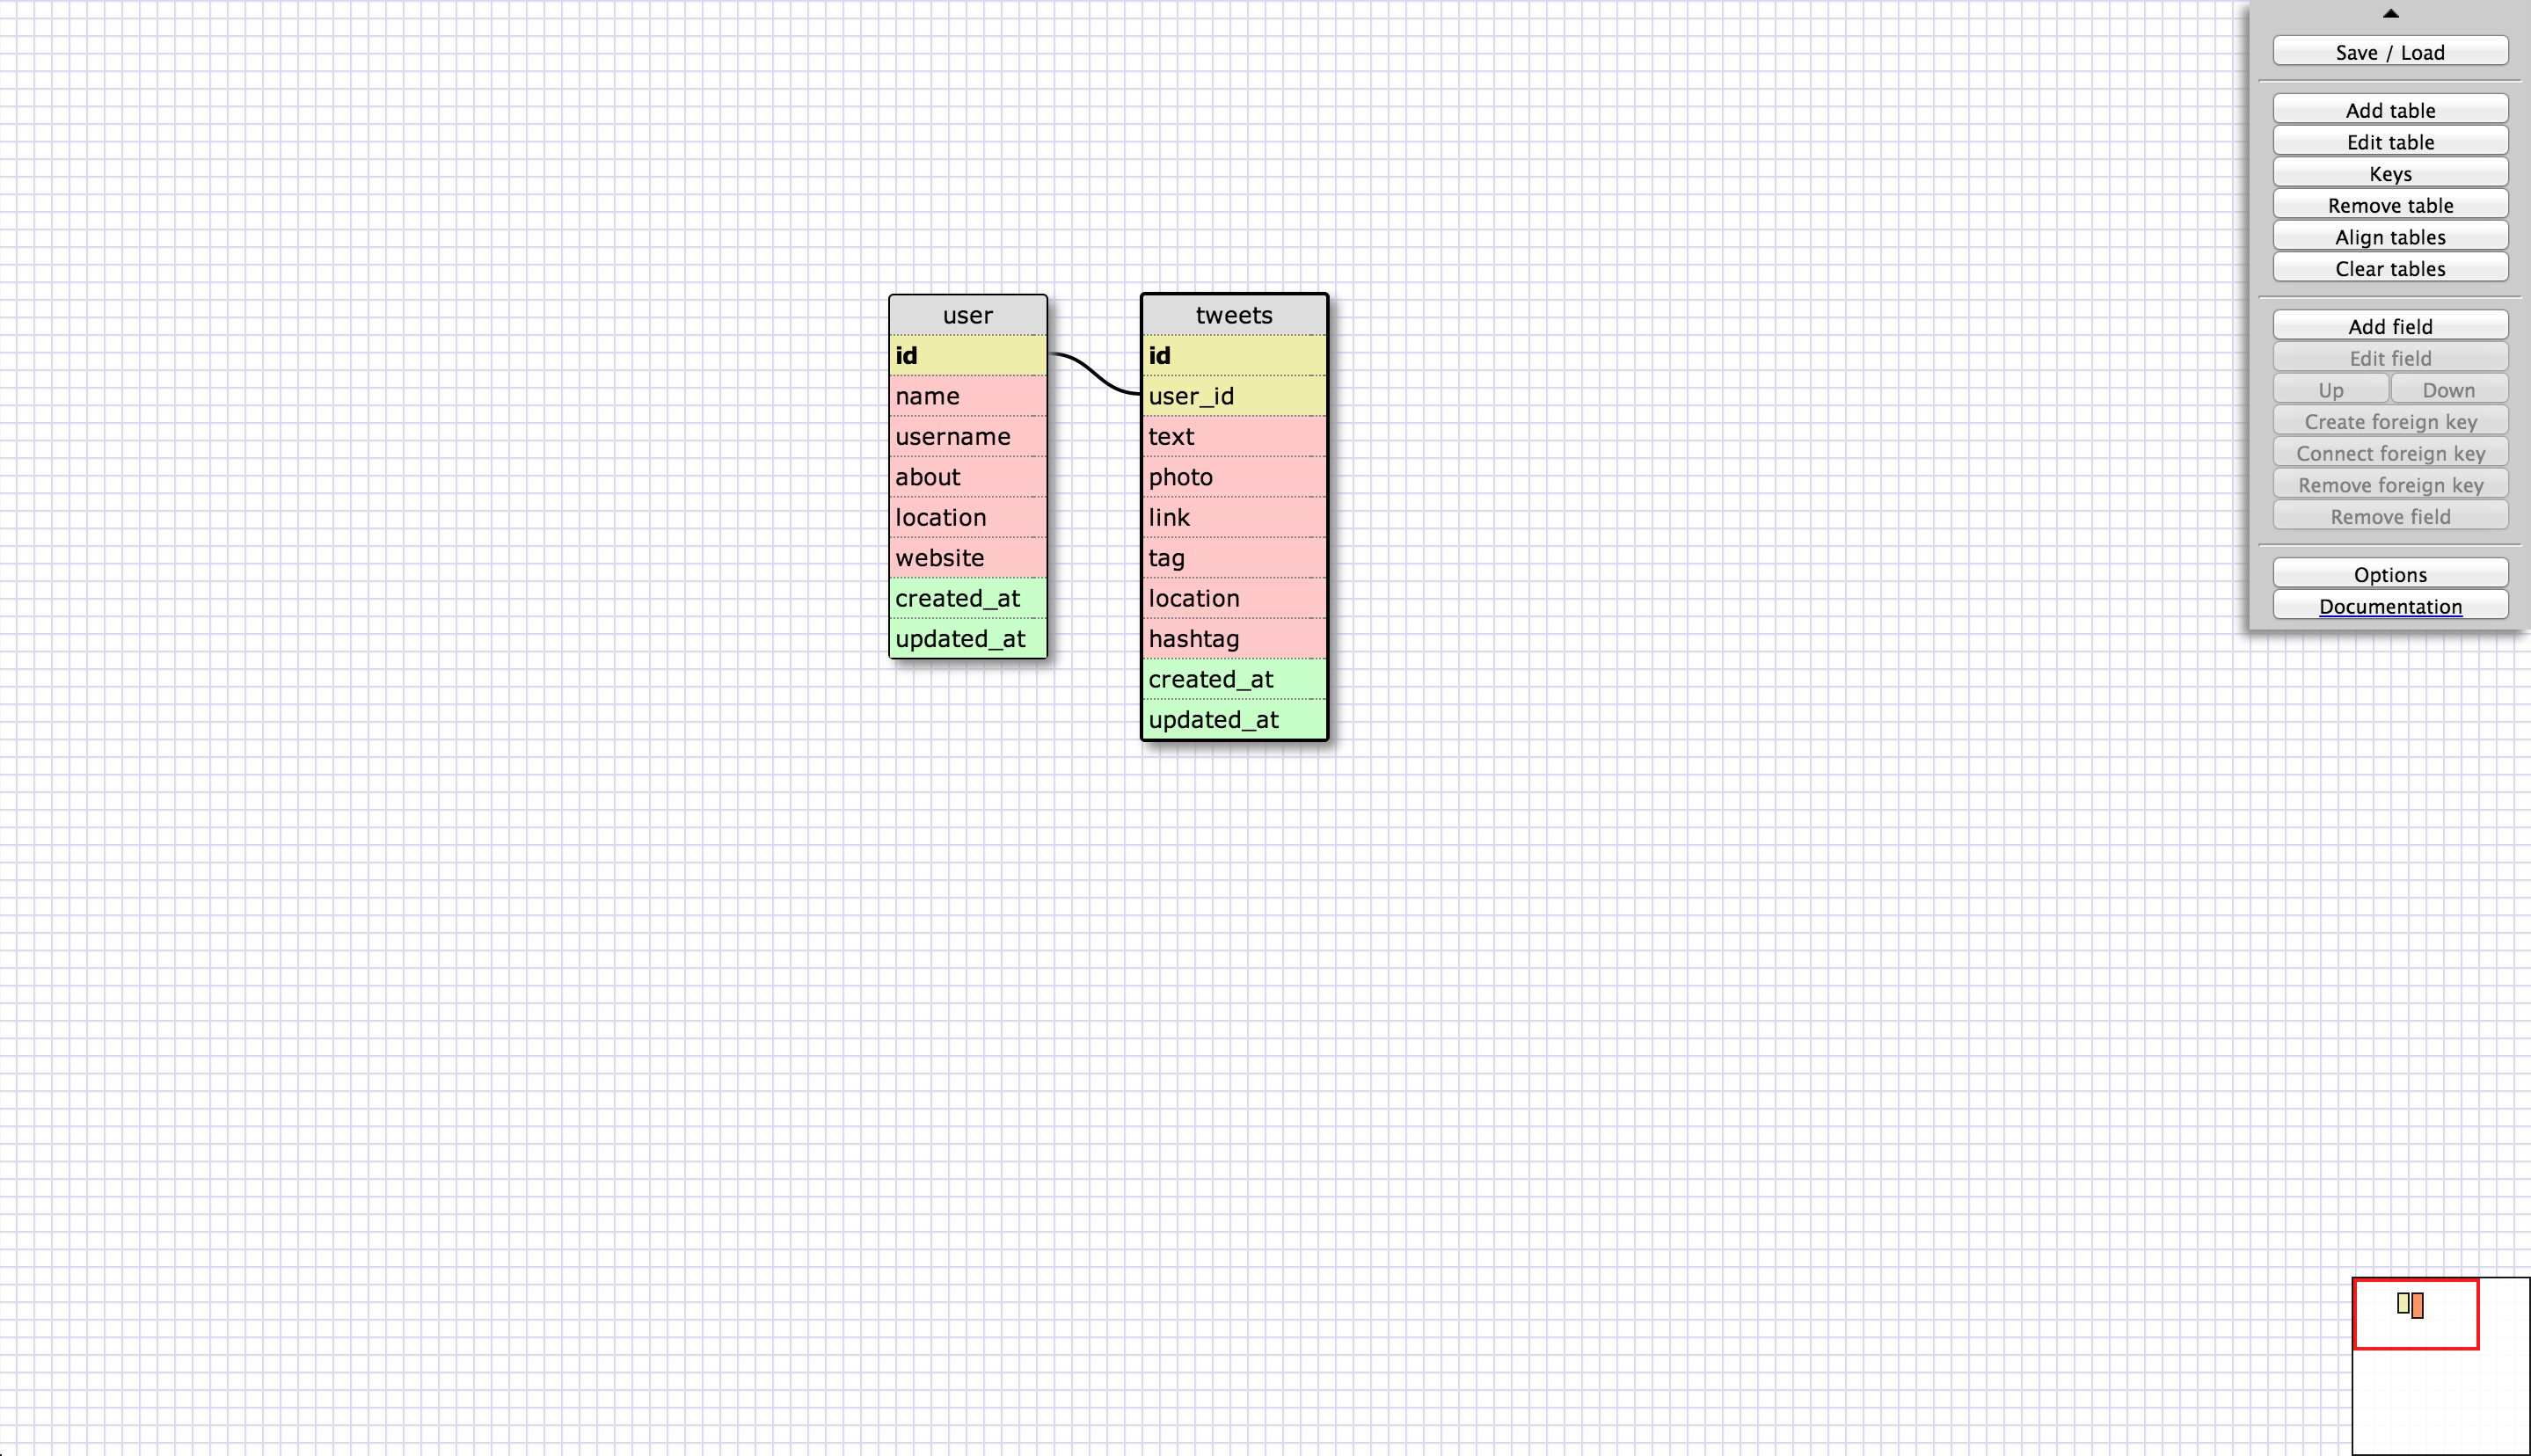 user
id
name
username
about
location
website
created_at
updated_at
tweets
id
user_id
text
photo
link
tag
location
hashtag
created_at
updated_at
Save / Load
Add table
Edit table
Keys
Remove table
Align tables
Clear tables
Add field
Edit field
Up Down
Create foreign key
Connect foreign key
Remove foreign key
Remove field
Options
Documentation